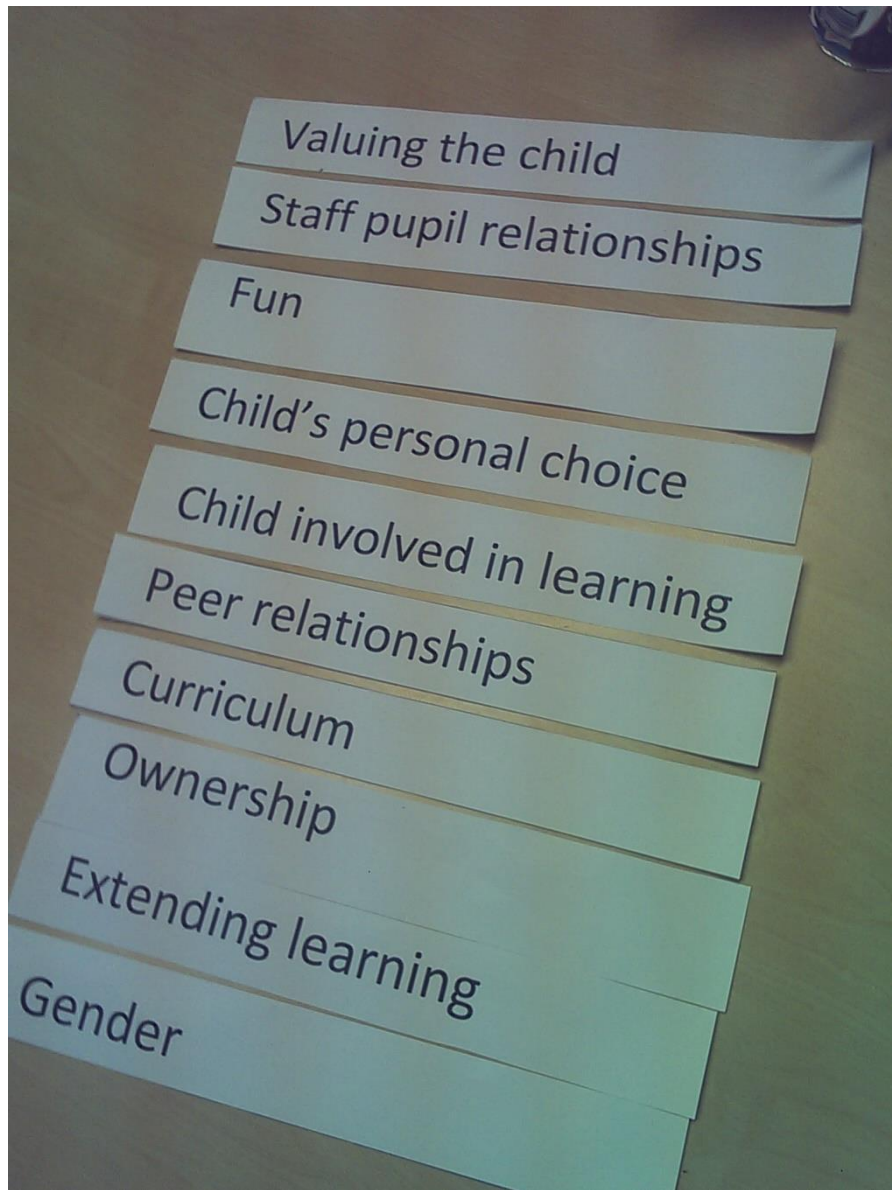 Valuing the child
Staff pupil relationships
Fun
Child’s personal choice
Child involved in learning
Peer relationships
Curriculum
Ownership
Extending learning
Gender